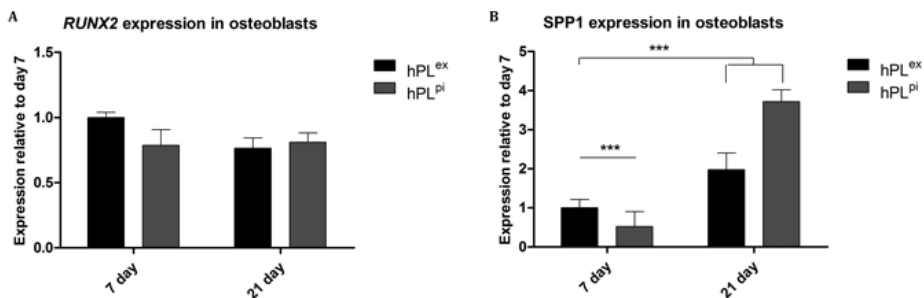 A
RUNX2 expression in osteoblasts
Expression relative to day 7
1.5
1.0
0.5
0.0
7 day
21 day
hPLex
hPLpi
B
SPP1 expression in osteoblasts
Expression relative to day 7
5
4
3
2
1
0
***
***
7 day
21 day
hPLex
hPLpi